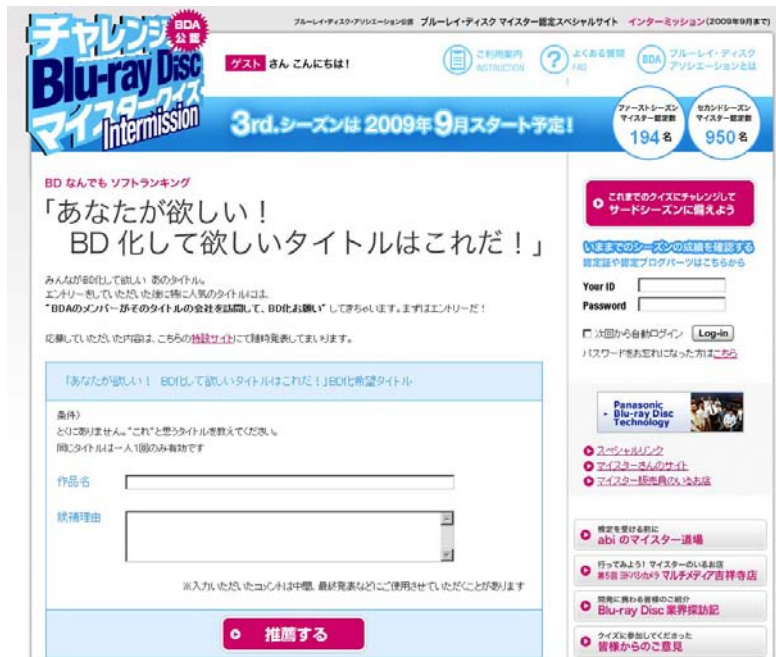 チャレンジ
BDA
公認
Blu-ray Disc
マイスタークイズ
Intermission
ブルーレイ・ディスク・アソシエーション公認 ブルーレイ・ディスク マイスター認定スペシャルサイト インターミッション(2009年9月まで)
ゲスト さん こんにちは!
ご利用案内
INSTRUCTION
よくある質問
FAQ
BDA
ブルーレイ・ディスク
アソシエーションとは
3rd.シーズンは 2009年9月スタート予定!
ファーストシーズン
マイスター認定数
194 名
セカンドシーズン
マイスター認定数
950 名
BD なんでも ソフトランキング
「あなたが欲しい!
BD 化して欲しいタイトルはこれだ!」
みんながBD化して欲しい あのタイトル。
エントリーをしていただいた後に特に人気のタイトルには、
"BDAのメンバーがそのタイトルの会社を訪問して、BD化お願い" してきちゃいます。まずはエントリーだ!
応募していただいた内容は、こちらの特設サイトにて随時発表してまいります。
「あなたが欲しい! BD化して欲しいタイトルはこれだ!」BD化希望タイトル
条件〉
とくにありません。"これ"と思うタイトルを教えてください。
同じタイトルは一人1回のみ有効です
作品名
候補理由
※入力いただいたコメントは中間、最終発表などにご使用させていただくことがあります
推薦する
これまでのクイズにチャレンジして
サードシーズンに備えよう
いままでのシーズンの成績を確認する
認定証や認定ブログパーツはこちらから
Your ID
Password
次回から自動ログイン Log-in
パスワードをお忘れになった方はこちら
Panasonic
Blu-ray Disc
Technology
スペシャルリンク
マイスターさんのサイト
マイスター販売員のいるお店
検定を受ける前に
abi のマイスター道場
行ってみよう! マイスターのいるお店
第5回 ヨドバシカメラ マルチメディア吉祥寺店
開発に携わる皆様のご紹介
Blu-ray Disc 業界探訪記
クイズに参加してくださった
皆様からのご意見